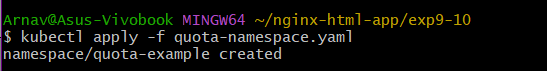 Arnav@Asus-Vivobook MINGW64 ~/nginx-html-app/exp9-10
$ kubectl apply -f quota-namespace.yaml
namespace/quota-example created